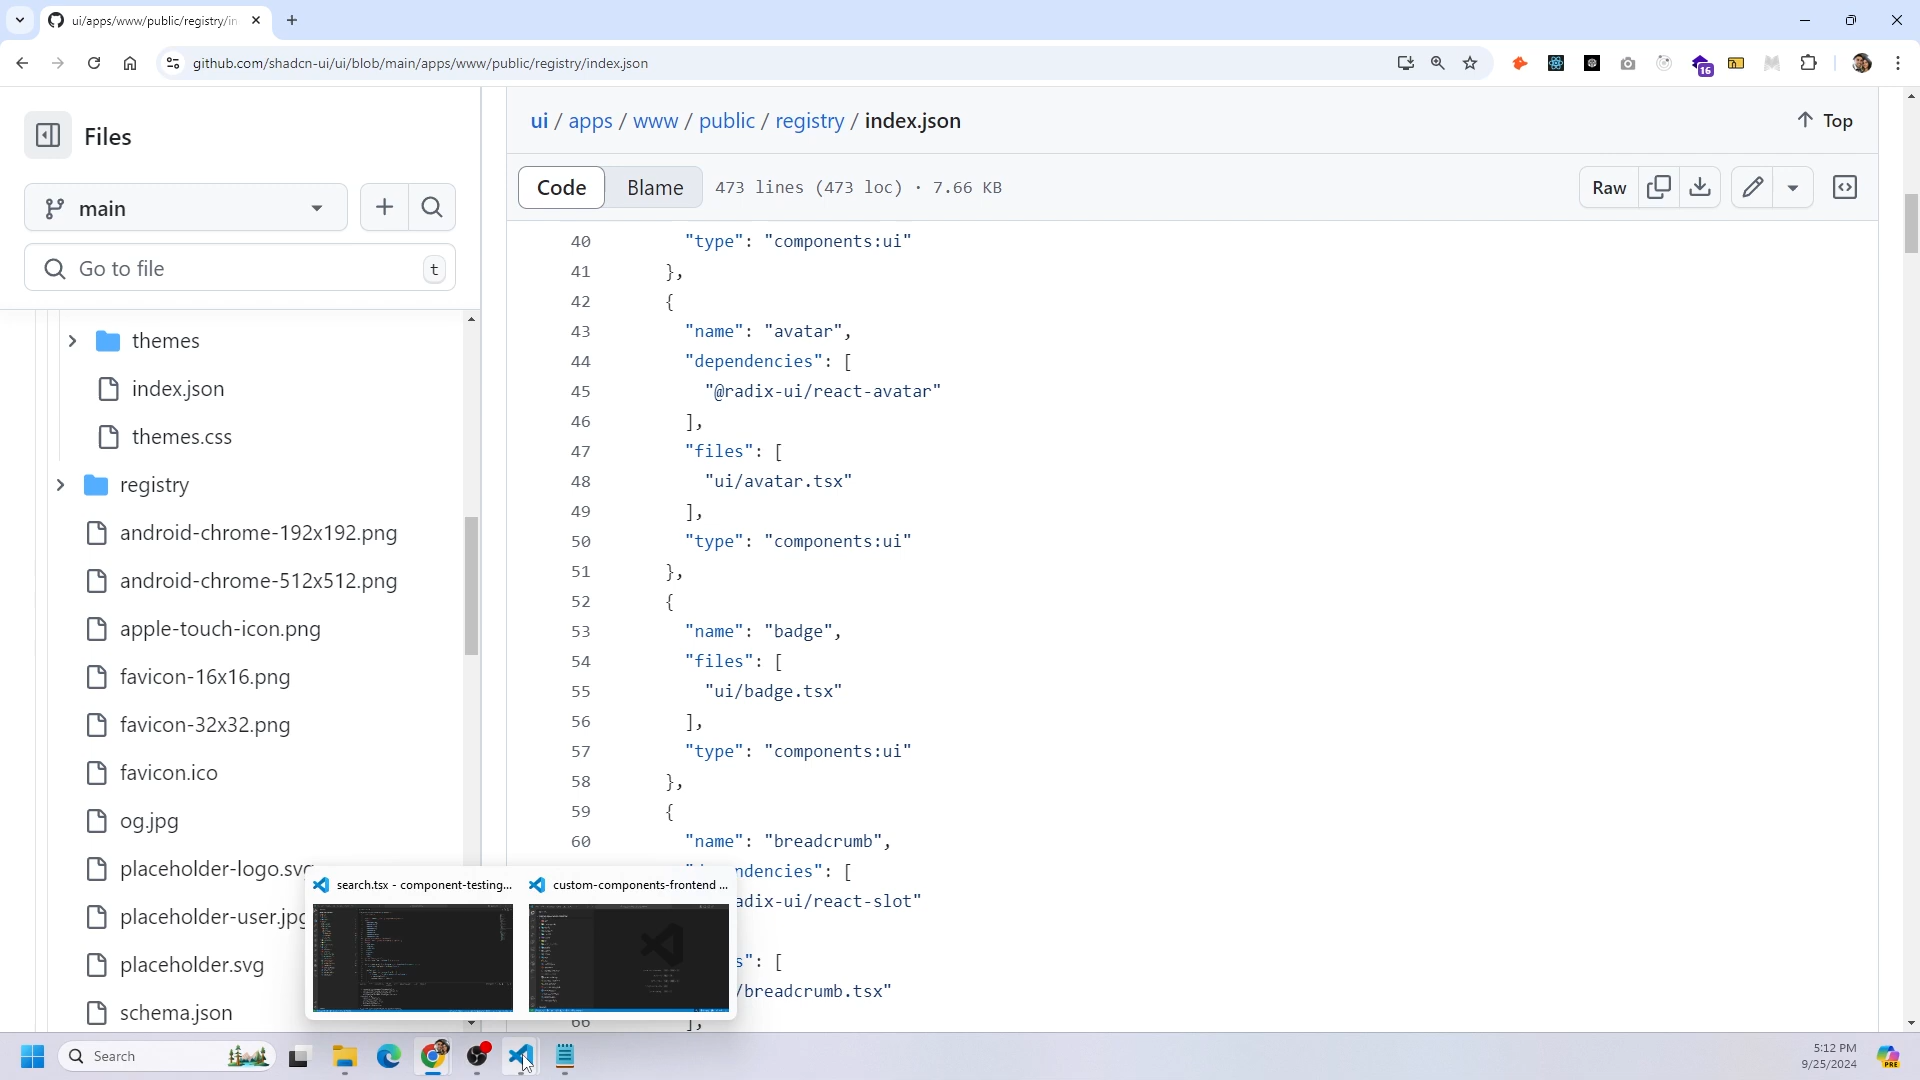 ui/apps/www/public/registry/in
github.com/shadcn-ui/ui/blob/main/apps/www/public/registry/index.json
16
Files
main
Go to file
t
themes
index.json
themes.css
registry
android-chrome-192x192.png
android-chrome-512x512.png
apple-touch-icon.png
favicon-16x16.png
favicon-32x32.png
favicon.ico
og.jpg
placeholder-logo.svg
placeholder-user.jpg
placeholder.svg
schema.json
ui / apps / www / public / registry / index.json
Top
Code Blame 473 lines (473 loc) · 7.66 KB
Raw
40 "type": "components:ui"
41 },
42 {
43 "name": "avatar",
44 "dependencies": [
45 "@radix-ui/react-avatar"
46 ],
47 "files": [
48 "ui/avatar.tsx"
49 ],
50 "type": "components:ui"
51 },
52 {
53 "name": "badge",
54 "files": [
55 "ui/badge.tsx"
56 ],
57 "type": "components:ui"
58 },
59 {
60 "name": "breadcrumb",
ndencies": [
adix-ui/react-slot"
s": [
/breadcrumb.tsx"
66 ],
search.tsx - component-testing...
custom-components-frontend ...
Search
PRE
5:12 PM
9/25/2024